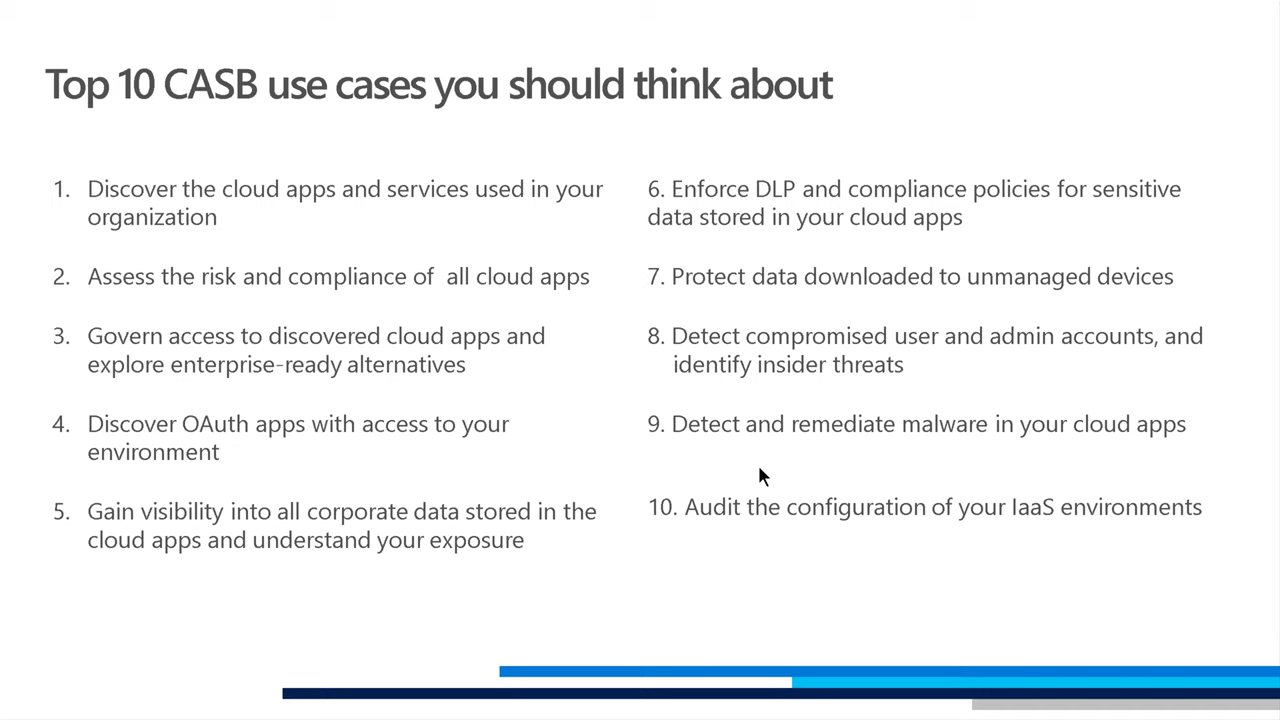 Top 10 CASB use cases you should think about
1. Discover the cloud apps and services used in your
organization
2. Assess the risk and compliance of  all cloud apps
3. Govern access to discovered cloud apps and
explore enterprise-ready alternatives
4. Discover OAuth apps with access to your
environment
5. Gain visibility into all corporate data stored in the
cloud apps and understand your exposure
6. Enforce DLP and compliance policies for sensitive
data stored in your cloud apps
7. Protect data downloaded to unmanaged devices
8. Detect compromised user and admin accounts, and
identify insider threats
9. Detect and remediate malware in your cloud apps
10. Audit the configuration of your IaaS environments